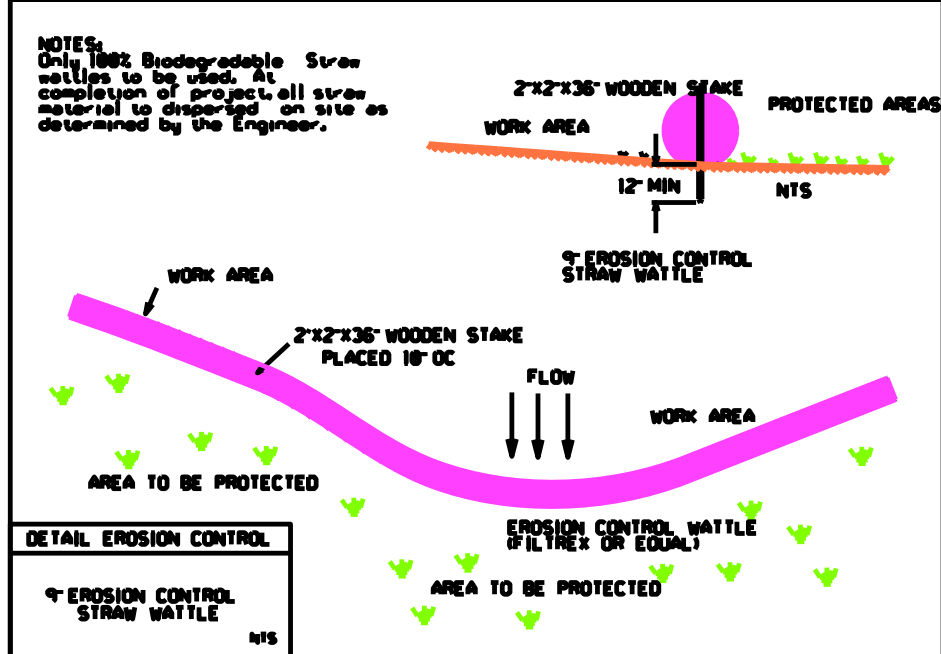 NOTES:
Only 100% Biodegradable Straw
wattles to be used. At
completion of project, all straw
material to dispersed on site as
determined by the Engineer.
2"X2"X36" WOODEN STAKE
PROTECTED AREAS
WORK AREA
12" MIN
NTS
9" EROSION CONTROL
STRAW WATTLE
WORK AREA
2"X2"X36" WOODEN STAKE
PLACED 10" OC
FLOW
WORK AREA
AREA TO BE PROTECTED
EROSION CONTROL WATTLE
(FILTREX OR EQUAL)
AREA TO BE PROTECTED
DETAIL EROSION CONTROL
9" EROSION CONTROL
STRAW WATTLE
NTS